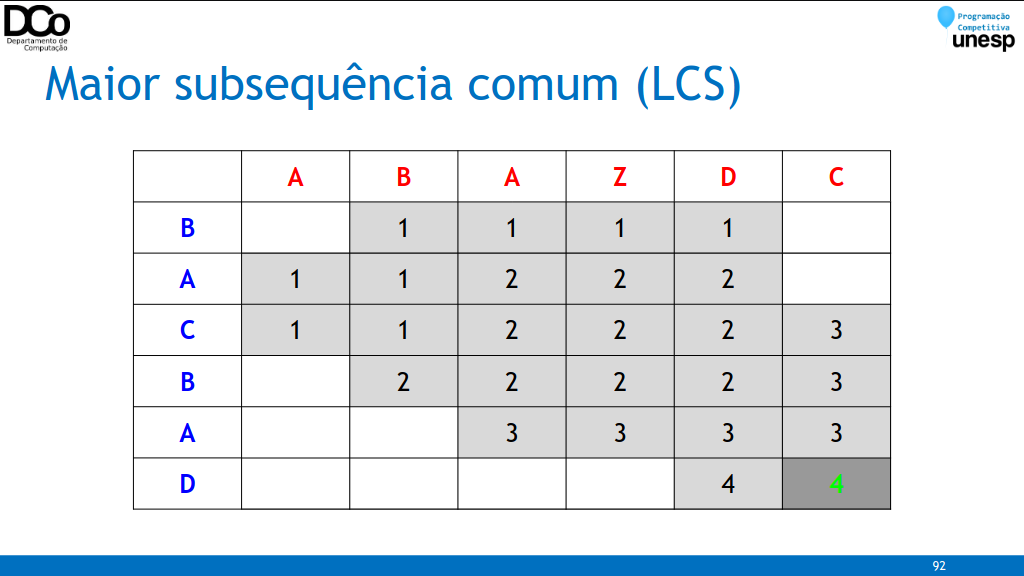 DCo
Departamento de
Computação
Programação
Competitiva
unesp
Maior subsequência comum (LCS)
A B A Z D C
B 1 1 1 1
A 1 1 2 2 2
C 1 1 2 2 2 3
B 2 2 2 2 3
A 3 3 3 3
D 4 4
92